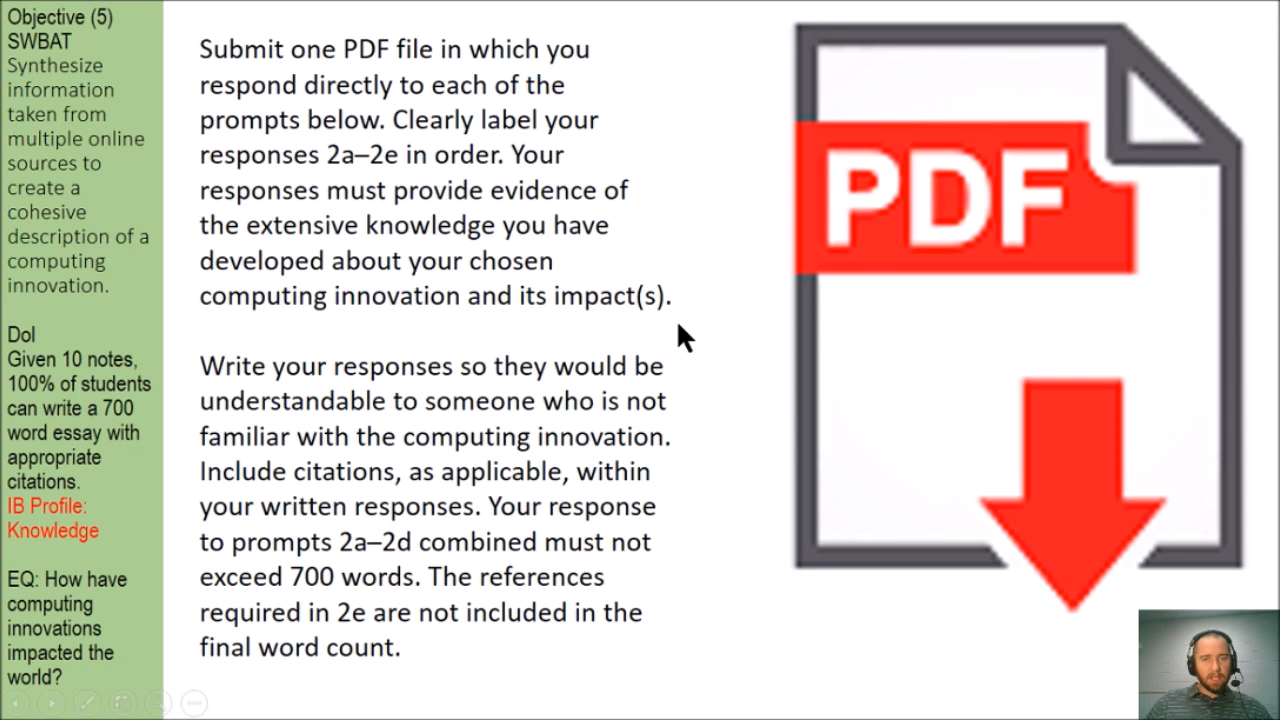 Objective (5)
SWBAT
Synthesize
information
taken from
multiple online
sources to
create a
cohesive
description of a
computing
innovation.
DoI
Given 10 notes,
100% of students
can write a 700
word essay with
appropriate
citations.
IB Profile:
Knowledge
EQ: How have
computing
innovations
impacted the
world?
Submit one PDF file in which you
respond directly to each of the
prompts below. Clearly label your
responses 2a–2e in order. Your
responses must provide evidence of
the extensive knowledge you have
developed about your chosen
computing innovation and its impact(s).
Write your responses so they would be
understandable to someone who is not
familiar with the computing innovation.
Include citations, as applicable, within
your written responses. Your response
to prompts 2a–2d combined must not
exceed 700 words. The references
required in 2e are not included in the
final word count.
PDF